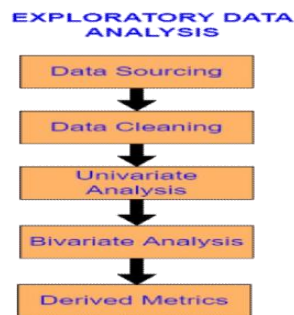 EXPLORATORY DATA
ANALYSIS
Data Sourcing
Data Cleaning
Univariate
Analysis
Bivariate Analysis
Derived Metrics